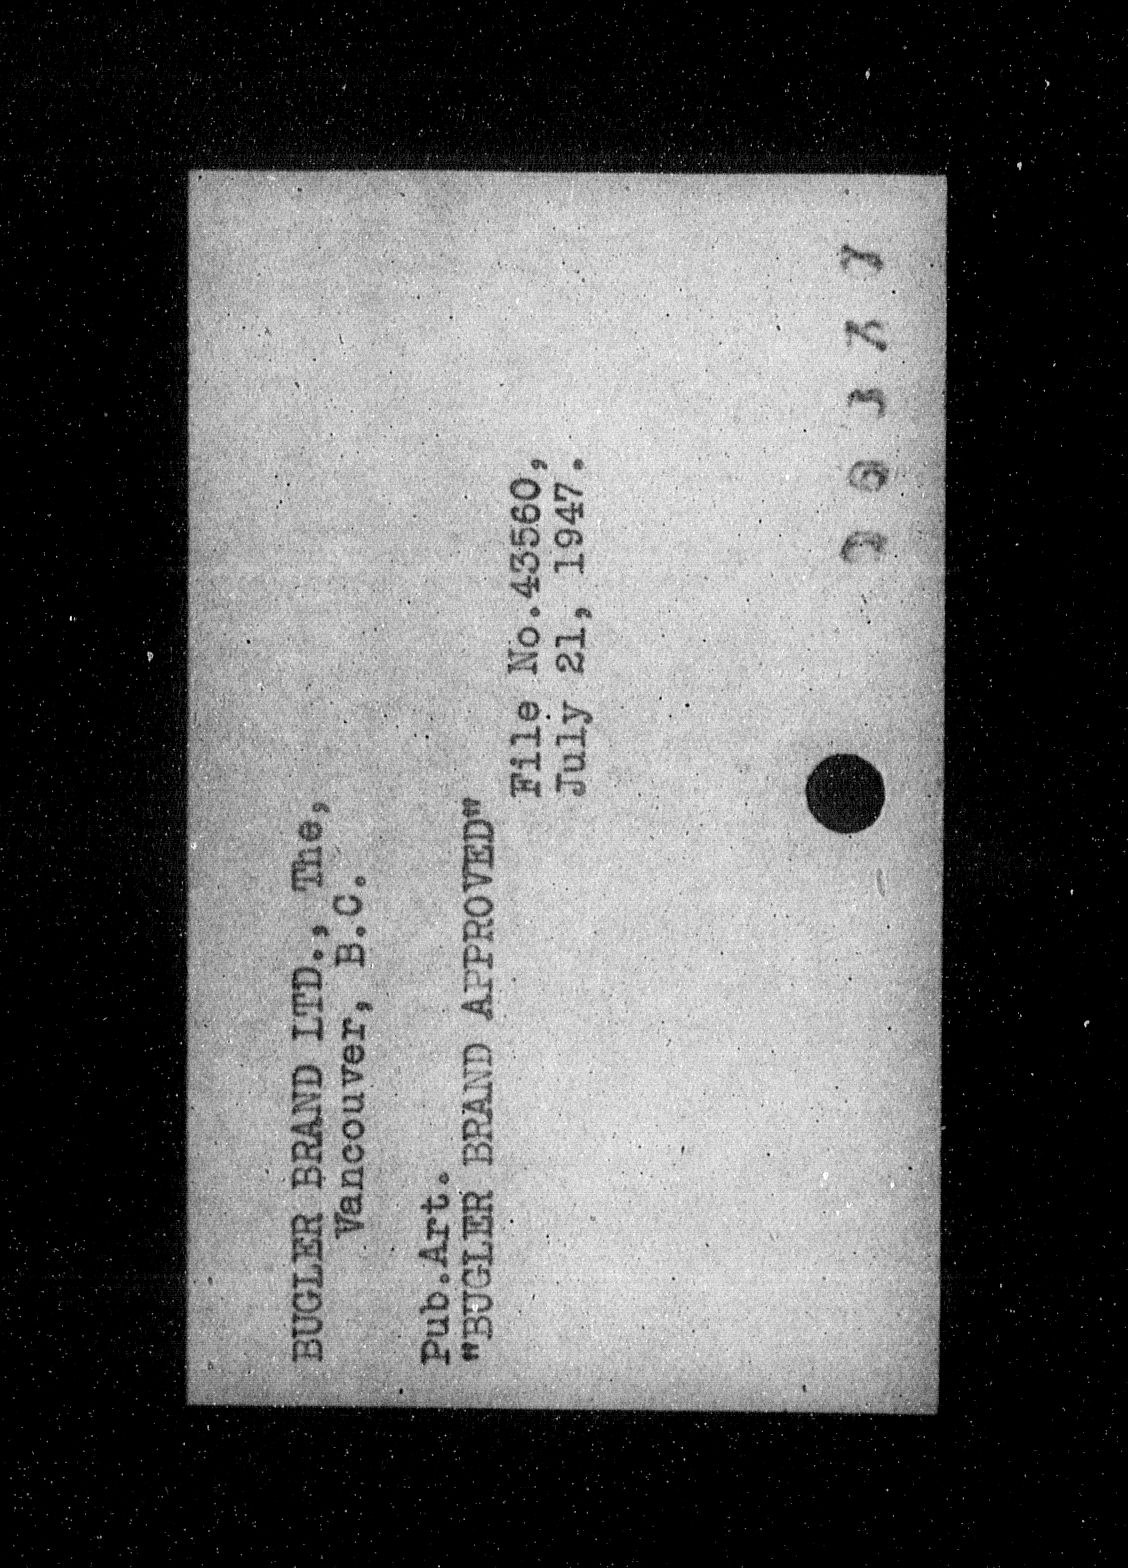 BUGLER BRAND LTD., The,
Vancouver, B.C.
Pub.Art.
"BUGLER BRAND APPROVED"
File No.43560,
July 21, 1947.